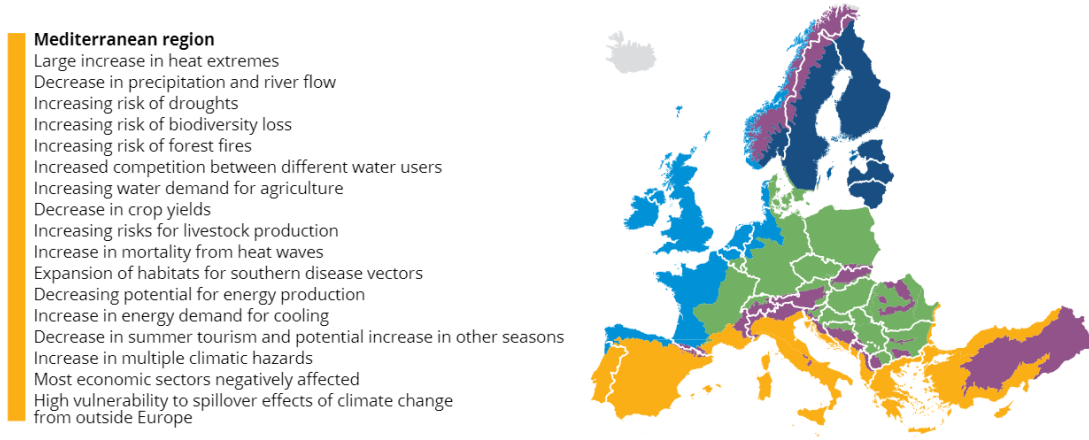 Mediterranean region
Large increase in heat extremes
Decrease in precipitation and river flow
Increasing risk of droughts
Increasing risk of biodiversity loss
Increasing risk of forest fires
Increased competition between different water users
Increasing water demand for agriculture
Decrease in crop yields
Increasing risks for livestock production
Increase in mortality from heat waves
Expansion of habitats for southern disease vectors
Decreasing potential for energy production
Increase in energy demand for cooling
Decrease in summer tourism and potential increase in other seasons
Increase in multiple climatic hazards
Most economic sectors negatively affected
High vulnerability to spillover effects of climate change
from outside Europe